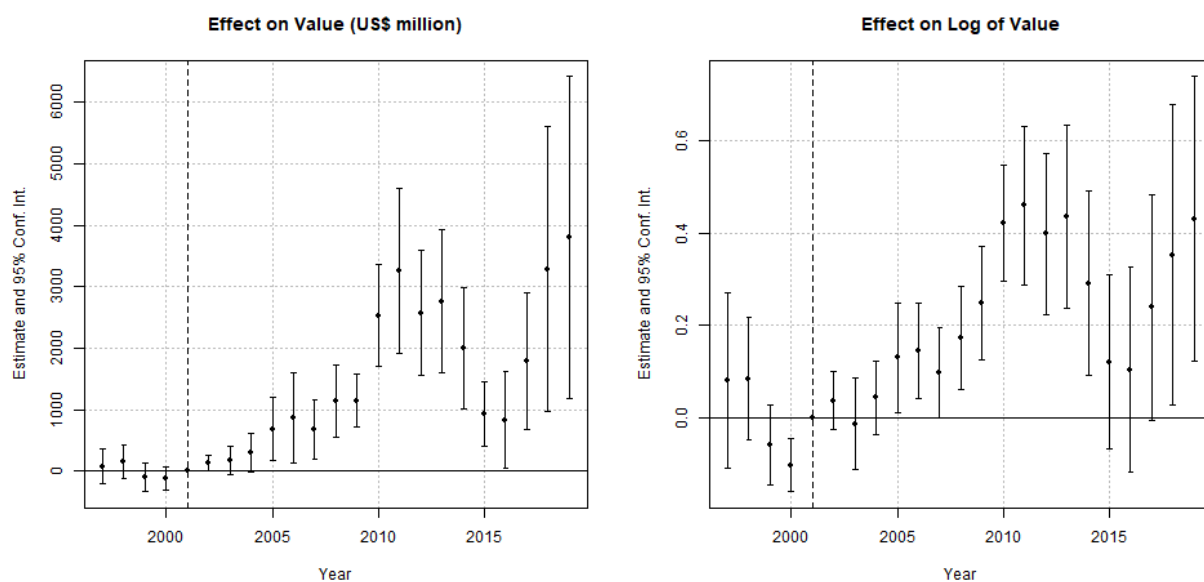 Effect on Value (US$ million)
Estimate and 95% Conf. Int.
6000
5000
4000
3000
2000
1000
0
2000 2005 2010 2015
Year
Effect on Log of Value
Estimate and 95% Conf. Int.
0.6
0.4
0.2
0.0
2000 2005 2010 2015
Year